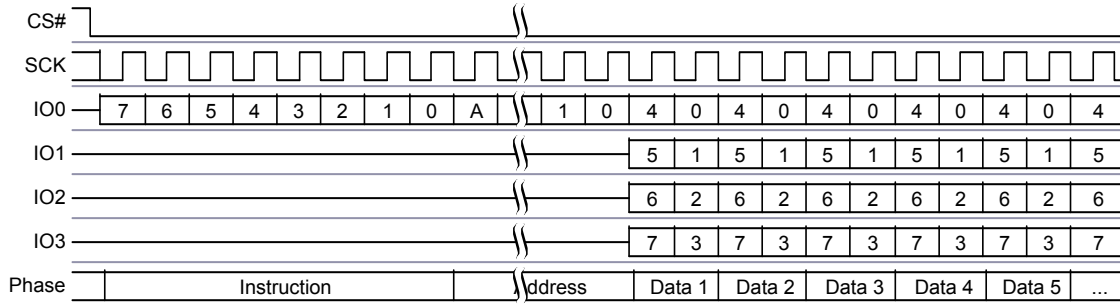 CS#
SCK
IO0 7 6 5 4 3 2 1 0 A 1 0 4 0 4 0 4 0 4 0 4 0 4
IO1 5 1 5 1 5 1 5 1 5 1 5
IO2 6 2 6 2 6 2 6 2 6 2 6
IO3 7 3 7 3 7 3 7 3 7 3 7
Phase Instruction Address Data 1 Data 2 Data 3 Data 4 Data 5 ...